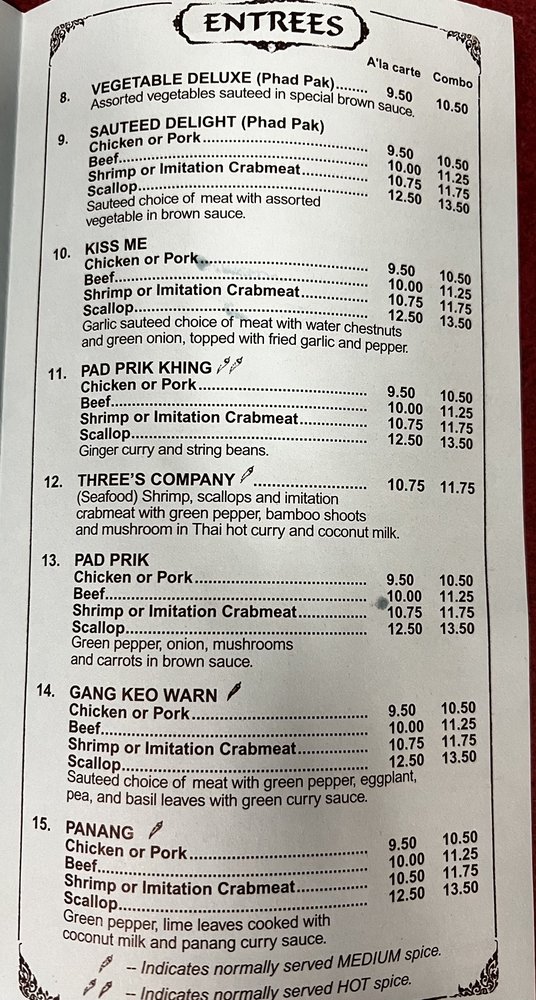 ENTREES
A'la carte Combo
8. VEGETABLE DELUXE (Phad Pak)........ 9.50 10.50
Assorted vegetables sauteed in special brown sauce.
9. SAUTEED DELIGHT (Phad Pak)
Chicken or Pork.......................................... 9.50 10.50
Beef............................................................ 10.00 11.25
Shrimp or Imitation Crabmeat................. 10.75 11.75
Scallop....................................................... 12.50 13.50
Sauteed choice of meat with assorted
vegetable in brown sauce.
10. KISS ME
Chicken or Pork.......................................... 9.50 10.50
Beef............................................................ 10.00 11.25
Shrimp or Imitation Crabmeat................. 10.75 11.75
Scallop....................................................... 12.50 13.50
Garlic sauteed choice of meat with water chestnuts
and green onion, topped with fried garlic and pepper.
11. PAD PRIK KHING
Chicken or Pork.......................................... 9.50 10.50
Beef............................................................ 10.00 11.25
Shrimp or Imitation Crabmeat................. 10.75 11.75
Scallop....................................................... 12.50 13.50
Ginger curry and string beans.
12. THREE'S COMPANY ............................ 10.75 11.75
(Seafood) Shrimp, scallops and imitation
crabmeat with green pepper, bamboo shoots
and mushroom in Thai hot curry and coconut milk.
13. PAD PRIK
Chicken or Pork.......................................... 9.50 10.50
Beef............................................................ 10.00 11.25
Shrimp or Imitation Crabmeat................. 10.75 11.75
Scallop....................................................... 12.50 13.50
Green pepper, onion, mushrooms
and carrots in brown sauce.
14. GANG KEO WARN
Chicken or Pork.......................................... 9.50 10.50
Beef............................................................ 10.00 11.25
Shrimp or Imitation Crabmeat................. 10.75 11.75
Scallop....................................................... 12.50 13.50
Sauteed choice of meat with green pepper, eggplant,
pea, and basil leaves with green curry sauce.
15. PANANG
Chicken or Pork.......................................... 9.50 10.50
Beef............................................................ 10.00 11.25
Shrimp or Imitation Crabmeat................. 10.50 11.75
Scallop....................................................... 12.50 13.50
Green pepper, lime leaves cooked with
coconut milk and panang curry sauce.
-- Indicates normally served MEDIUM spice.
-- Indicates normally served HOT spice.